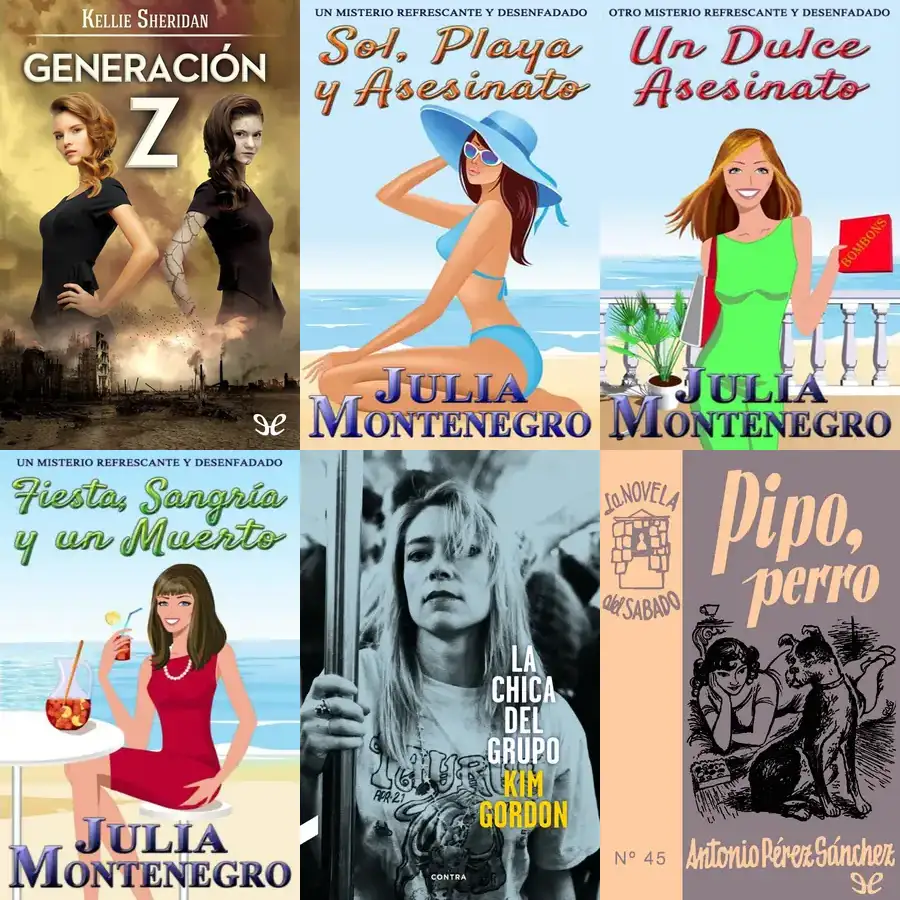 KELLIE SHERIDAN
GENERACIÓN
Z
UN MISTERIO REFRESCANTE Y DESENFADADO
Sol, Playa
y Asesinato
JULIA
MONTENEGRO
OTRO MISTERIO REFRESCANTE Y DESENFADADO
Un Dulce
Asesinato
BOMBONS
JULIA
MONTENEGRO
UN MISTERIO REFRESCANTE Y DESENFADADO
Fiesta, Sangría
y un Muerto
JULIA
MONTENEGRO
LA
CHICA
DEL
GRUPO
KIM
GORDON
CONTRA
La NOVELA
del SABADO
Nº 45
Pipo,
perro
Antonio Pérez Sánchez